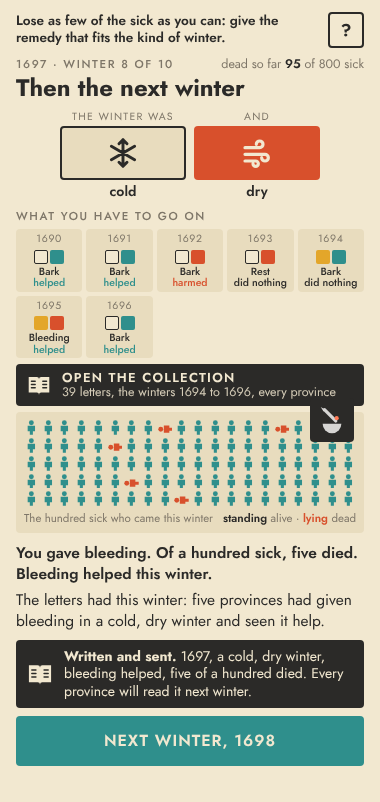 Lose as few of the sick as you can: give the
remedy that fits the kind of winter.
?
1697 · WINTER 8 OF 10
dead so far 95 of 800 sick
Then the next winter
THE WINTER WAS
AND
cold
dry
WHAT YOU HAVE TO GO ON
1690
Bark
helped
1691
Bark
helped
1692
Bark
harmed
1693
Rest
did nothing
1694
Bark
did nothing
1695
Bleeding
helped
1696
Bark
helped
OPEN THE COLLECTION
39 letters, the winters 1694 to 1696, every province
The hundred sick who came this winter
standing alive · lying dead
You gave bleeding. Of a hundred sick, five died.
Bleeding helped this winter.
The letters had this winter: five provinces had given
bleeding in a cold, dry winter and seen it help.
Written and sent. 1697, a cold, dry winter,
bleeding helped, five of a hundred died. Every
province will read it next winter.
NEXT WINTER, 1698